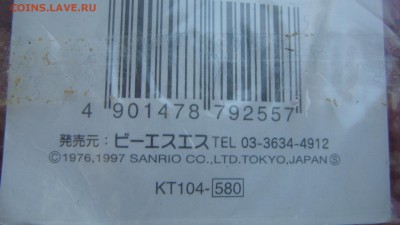 COINS.LAVE.RU
4 901478 792557
発売元：ビーエスエス TEL 03-3634-4912
©1976,1997 SANRIO CO.,LTD.TOKYO,JAPAN Ⓢ
KT104-580